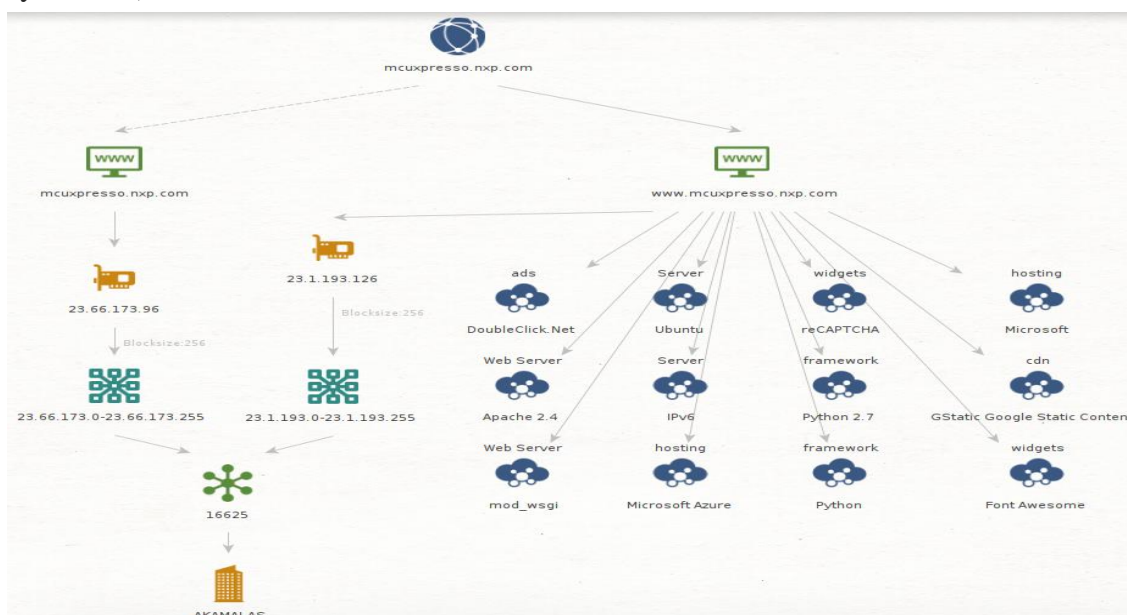 mcuxpresso.nxp.com
www
www
mcuxpresso.nxp.com
www.mcuxpresso.nxp.com
23.66.173.96
23.1.193.126
Blocksize:256
Blocksize:256
23.66.173.0-23.66.173.255
23.1.193.0-23.1.193.255
16625
ads
DoubleClick.Net
Server
Ubuntu
widgets
reCAPTCHA
hosting
Microsoft
Web Server
Apache 2.4
Server
IPv6
framework
Python 2.7
cdn
GStatic Google Static Conten
Web Server
mod_wsgi
hosting
Microsoft Azure
framework
Python
widgets
Font Awesome